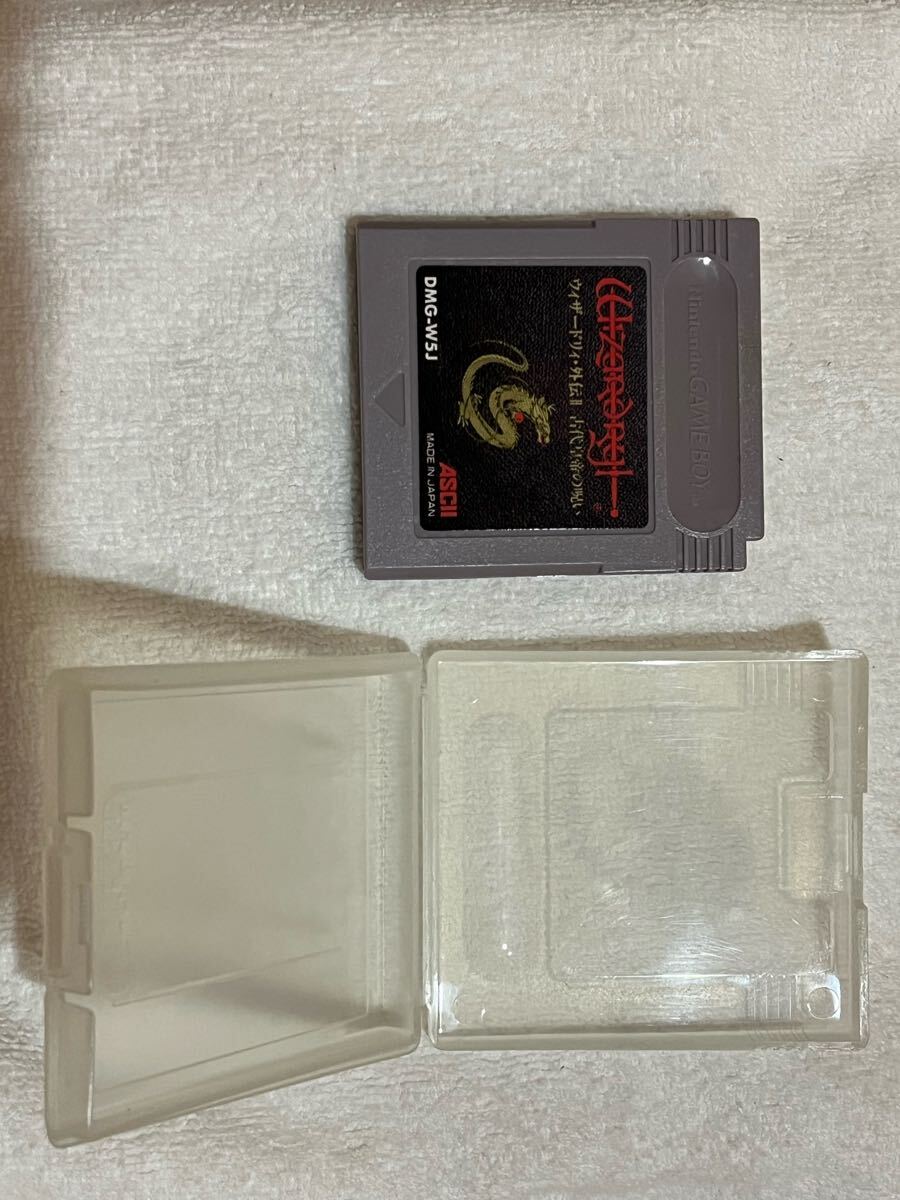 Nintendo GAME BOY
Wizardry
ウィザードリィ・外伝Ⅱ 古代皇帝の呪い
ASCII
DMG-W5J
MADE IN JAPAN